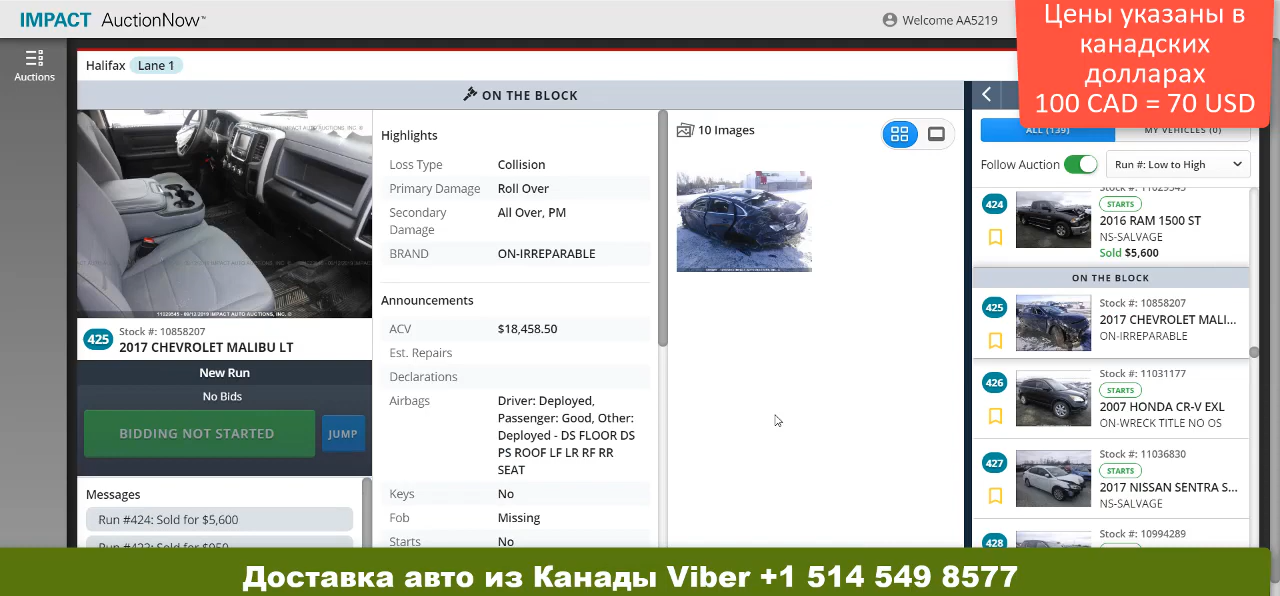 IMPACT AuctionNow™
Welcome AA5219
Цены указаны в
канадских
долларах
100 CAD = 70 USD
Auctions
Halifax Lane 1
ON THE BLOCK
425
Stock #: 10858207
2017 CHEVROLET MALIBU LT
New Run
No Bids
BIDDING NOT STARTED
JUMP
Messages
Run #424: Sold for $5,600
Highlights
Loss Type Collision
Primary Damage Roll Over
Secondary All Over, PM
Damage
BRAND ON-IRREPARABLE
Announcements
ACV $18,458.50
Est. Repairs
Declarations
Airbags Driver: Deployed,
Passenger: Good, Other:
Deployed - DS FLOOR DS
PS ROOF LF LR RF RR
SEAT
Keys No
Fob Missing
Starts No
10 Images
ALL (139)
MY VEHICLES (0)
Follow Auction
Run #: Low to High
Stock #: 11029545
424
STARTS
2016 RAM 1500 ST
NS-SALVAGE
Sold $5,600
ON THE BLOCK
425
Stock #: 10858207
2017 CHEVROLET MALI...
ON-IRREPARABLE
426
Stock #: 11031177
STARTS
2007 HONDA CR-V EXL
ON-WRECK TITLE NO OS
427
Stock #: 11036830
STARTS
2017 NISSAN SENTRA S...
NS-SALVAGE
428
Stock #: 10994289
Доставка авто из Канады Viber +1 514 549 8577